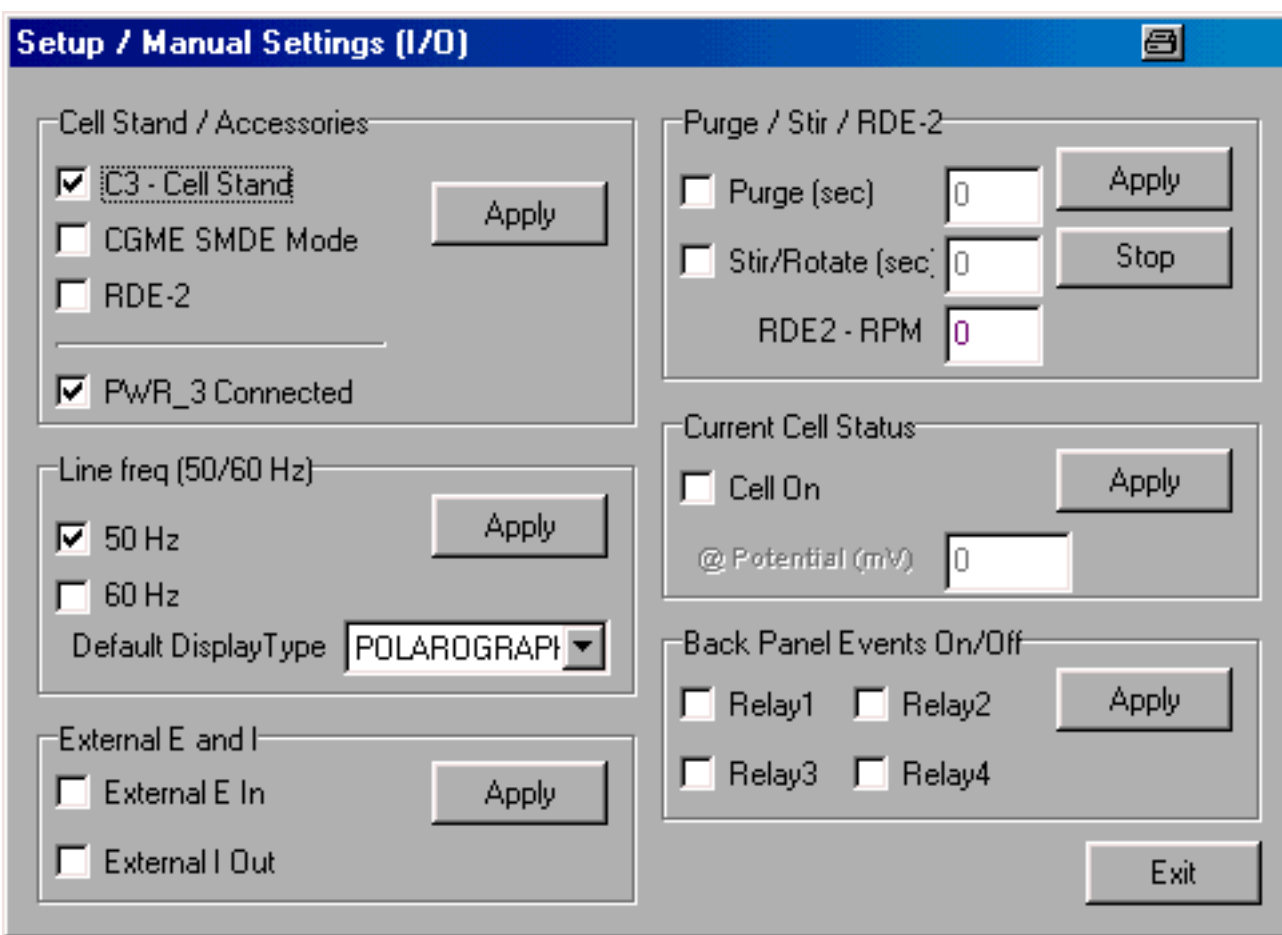 Setup / Manual Settings (I/O)
Cell Stand / Accessories
C3 - Cell Stand
CGME SMDE Mode
RDE-2
PWR_3 Connected
Apply
Line freq (50/60 Hz)
50 Hz
60 Hz
Apply
Default DisplayType POLAROGRAPH
External E and I
External E In
External I Out
Apply
Purge / Stir / RDE-2
Purge (sec) 0 Apply
Stir/Rotate (sec) 0 Stop
RDE2 - RPM 0
Current Cell Status
Cell On Apply
@ Potential (mV) 0
Back Panel Events On/Off
Relay1 Relay2 Apply
Relay3 Relay4
Exit